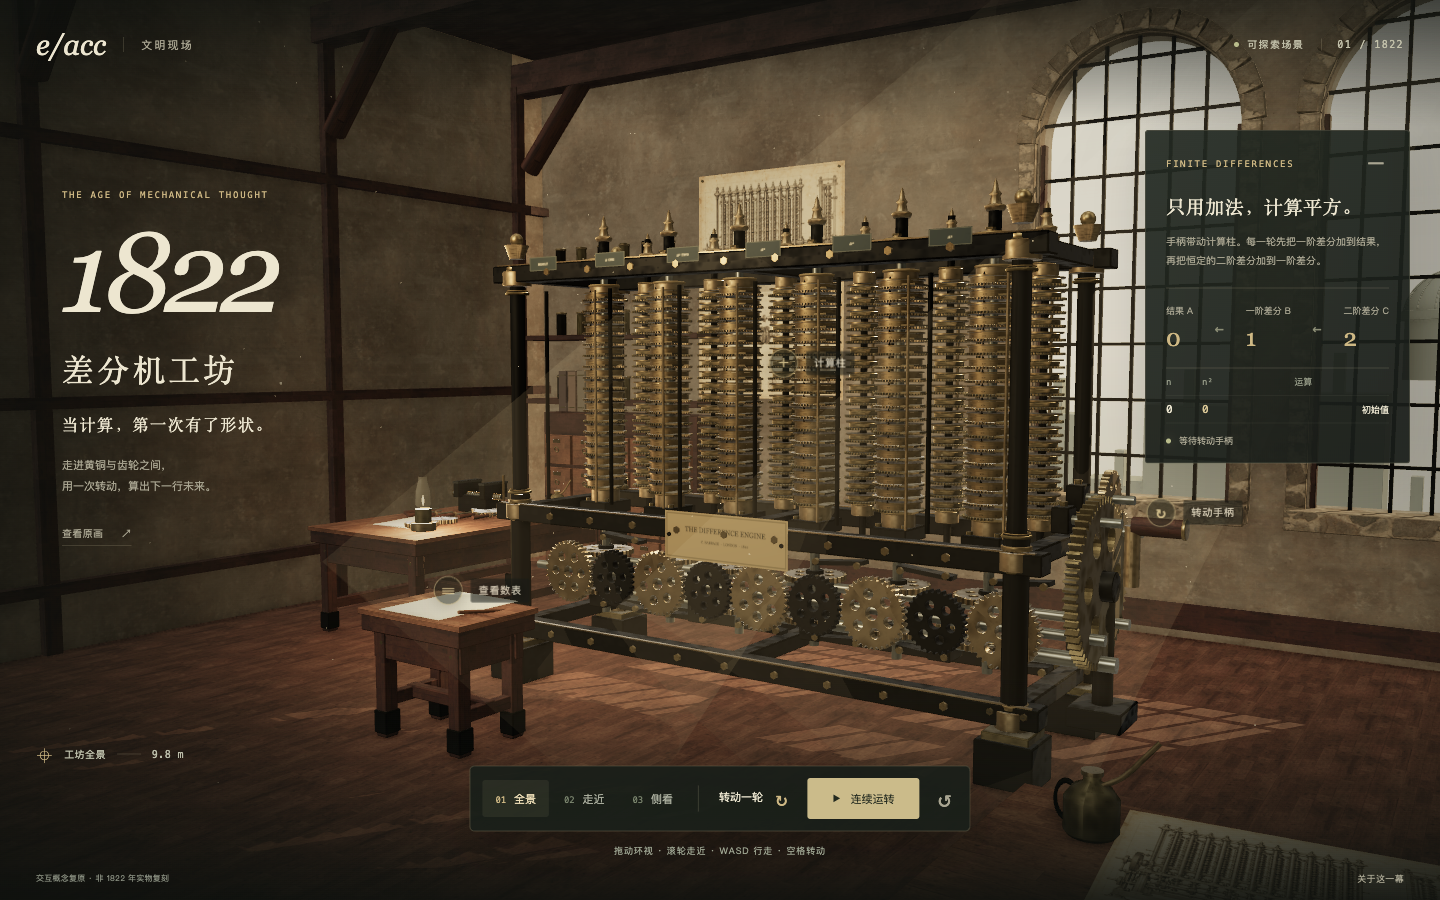 e/acc
文明现场
可探索场景
01 / 1822
THE AGE OF MECHANICAL THOUGHT
1822
差分机工坊
当计算，第一次有了形状。
走进黄铜与齿轮之间，
用一次转动，算出下一行未来。
查看原画 ↗
FINITE DIFFERENCES
只用加法，计算平方。
手柄带动计算柱。每一轮先把一阶差分加到结果，
再把恒定的二阶差分加到一阶差分。
结果 A 一阶差分 B 二阶差分 C
0 ← 1 ← 2
n n² 运算
0 0 初始值
等待转动手柄
计算柱
THE DIFFERENCE ENGINE
转动手柄
查看数表
工坊全景 9.8 m
01 全景 02 走近 03 侧看 转动一轮 ↻ ▶ 连续运转 ↺
拖动环视 · 滚轮走近 · WASD 行走 · 空格转动
交互概念复原 · 非 1822 年实物复刻
关于这一幕